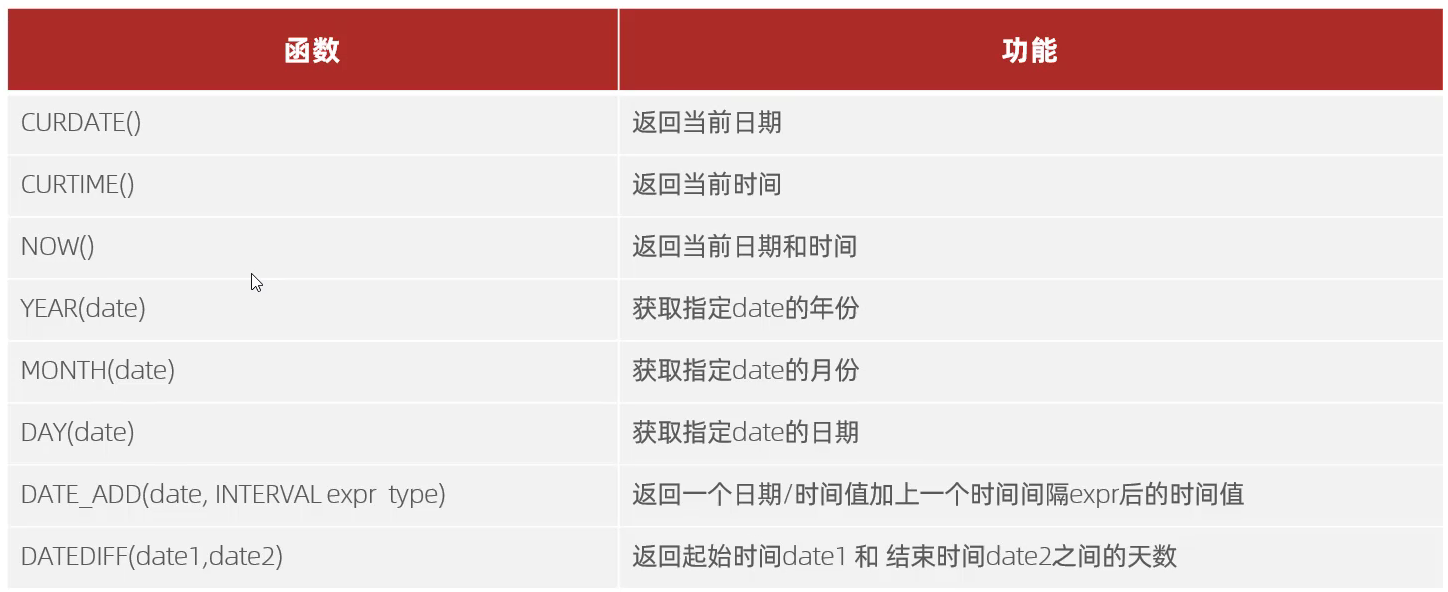 函数 功能
CURDATE() 返回当前日期
CURTIME() 返回当前时间
NOW() 返回当前日期和时间
YEAR(date) 获取指定date的年份
MONTH(date) 获取指定date的月份
DAY(date) 获取指定date的日期
DATE_ADD(date, INTERVAL expr type) 返回一个日期/时间值加上一个时间间隔expr后的时间值
DATEDIFF(date1,date2) 返回起始时间date1 和 结束时间date2之间的天数